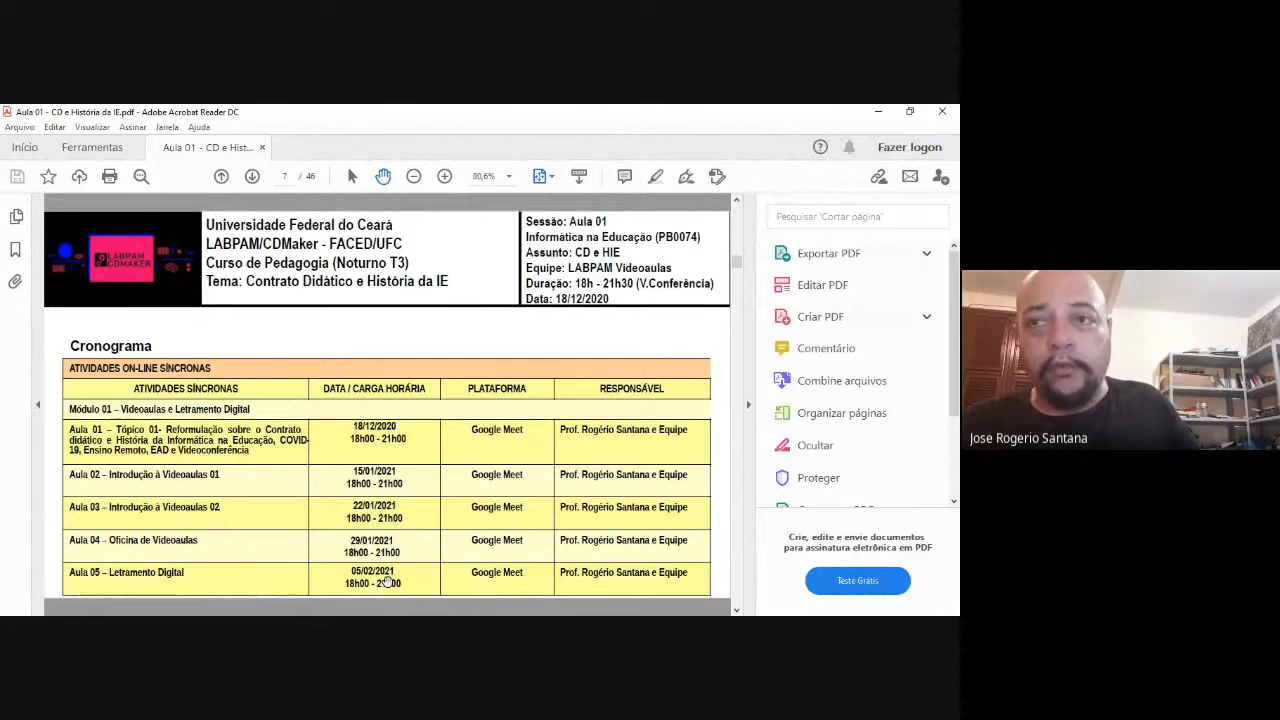 Aula 01 - CD e História da IE.pdf - Adobe Acrobat Reader DC
Arquivo Editar Visualizar Assinar Janela Ajuda
Início Ferramentas Aula 01 - CD e Hist... Fazer logon
7 / 46 80,6%
LABPAM
CDMAKER
Universidade Federal do Ceará
LABPAM/CDMaker - FACED/UFC
Curso de Pedagogia (Noturno T3)
Tema: Contrato Didático e História da IE
Sessão: Aula 01
Informática na Educação (PB0074)
Assunto: CD e HIE
Equipe: LABPAM Videoaulas
Duração: 18h - 21h30 (V.Conferência)
Data: 18/12/2020
Cronograma
ATIVIDADES ON-LINE SÍNCRONAS
ATIVIDADES SÍNCRONAS DATA / CARGA HORÁRIA PLATAFORMA RESPONSÁVEL
Módulo 01 – Videoaulas e Letramento Digital
Aula 01 – Tópico 01- Reformulação sobre o Contrato
didático e História da Informática na Educação, COVID-
19, Ensino Remoto, EAD e Videoconferência
18/12/2020
18h00 - 21h00
Google Meet
Prof. Rogério Santana e Equipe
Aula 02 – Introdução à Videoaulas 01
15/01/2021
18h00 - 21h00
Google Meet
Prof. Rogério Santana e Equipe
Aula 03 – Introdução à Videoaulas 02
22/01/2021
18h00 - 21h00
Google Meet
Prof. Rogério Santana e Equipe
Aula 04 – Oficina de Videoaulas
29/01/2021
18h00 - 21h00
Google Meet
Prof. Rogério Santana e Equipe
Aula 05 – Letramento Digital
05/02/2021
18h00 - 21h00
Google Meet
Prof. Rogério Santana e Equipe
Pesquisar 'Cortar página'
Exportar PDF
Editar PDF
Criar PDF
Comentário
Combine arquivos
Organizar páginas
Ocultar
Proteger
Crie, edite e envie documentos
para assinatura eletrônica em PDF
Teste Grátis
Jose Rogerio Santana